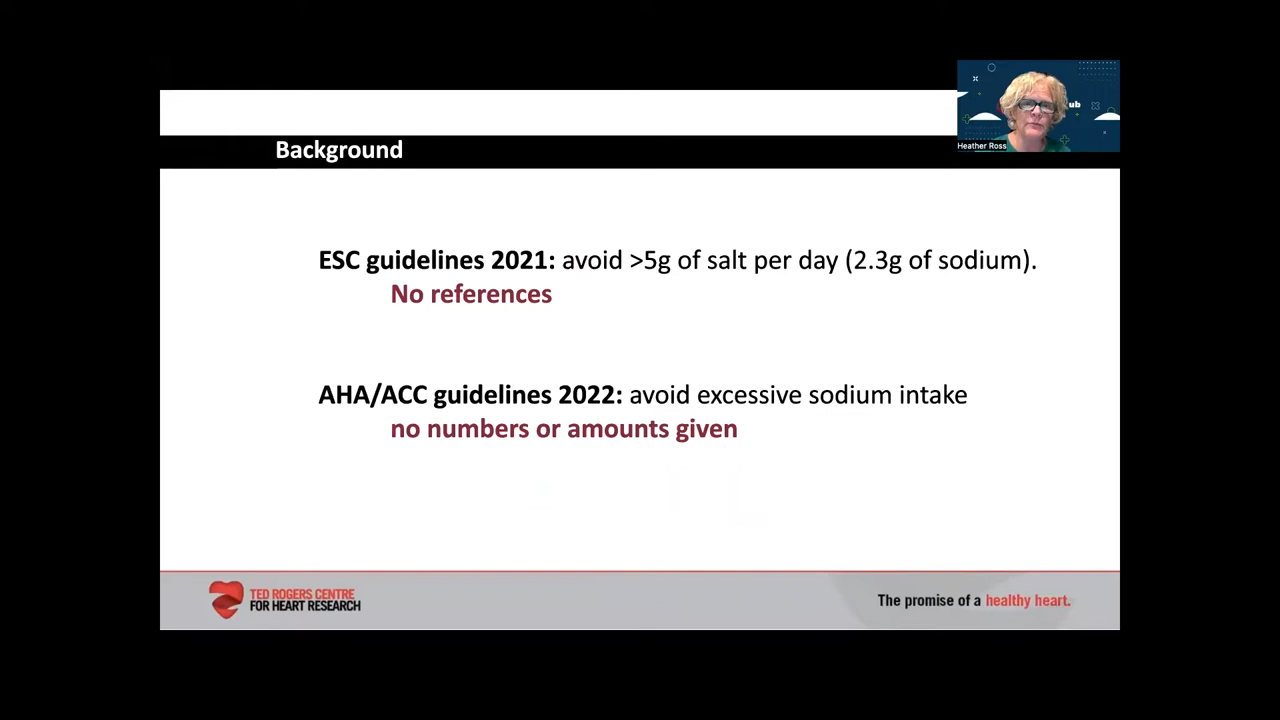 ub
Heather Ross
Background
ESC guidelines 2021: avoid >5g of salt per day (2.3g of sodium).
No references
AHA/ACC guidelines 2022: avoid excessive sodium intake
no numbers or amounts given
TED ROGERS CENTRE
FOR HEART RESEARCH
The promise of a healthy heart.